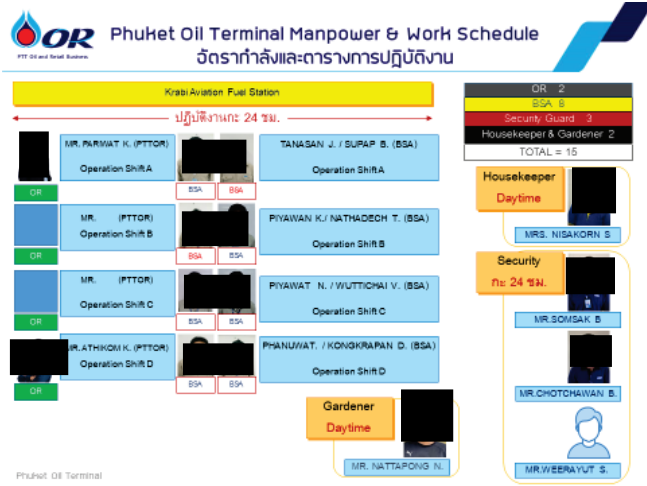 OR
PTT Oil and Retail Business
Phuket Oil Terminal Manpower & Work Schedule
อัตรากำลังและตารางการปฏิบัติงาน
Krabi Aviation Fuel Station
ปฏิบัติงานกะ 24 ชม.
OR 2
BSA 8
Security Guard 3
Housekeeper & Gardener 2
TOTAL = 15
MR. PARIWAT K. (PTTOR)
Operation Shift A
OR
BSA
BSA
TANASAN J. / SUPAP B. (BSA)
Operation Shift A
MR. (PTTOR)
Operation Shift B
OR
BSA
BSA
PIYAWAN K./ NATHADECH T. (BSA)
Operation Shift B
MR. (PTTOR)
Operation Shift C
OR
BSA
BSA
PIYAWAT N. / WUTTICHAI V. (BSA)
Operation Shift C
MR.ATHIKOM K. (PTTOR)
Operation Shift D
OR
BSA
BSA
PHANUWAT. / KONGKRAPAN D. (BSA)
Operation Shift D
Housekeeper
Daytime
MRS. NISAKORN S
Security
กะ 24 ชม.
MR.SOMSAK B
MR.CHOTCHAWAN B.
MR.WEERAYUT S.
Gardener
Daytime
MR. NATTAPONG N.
Phuket Oil Terminal